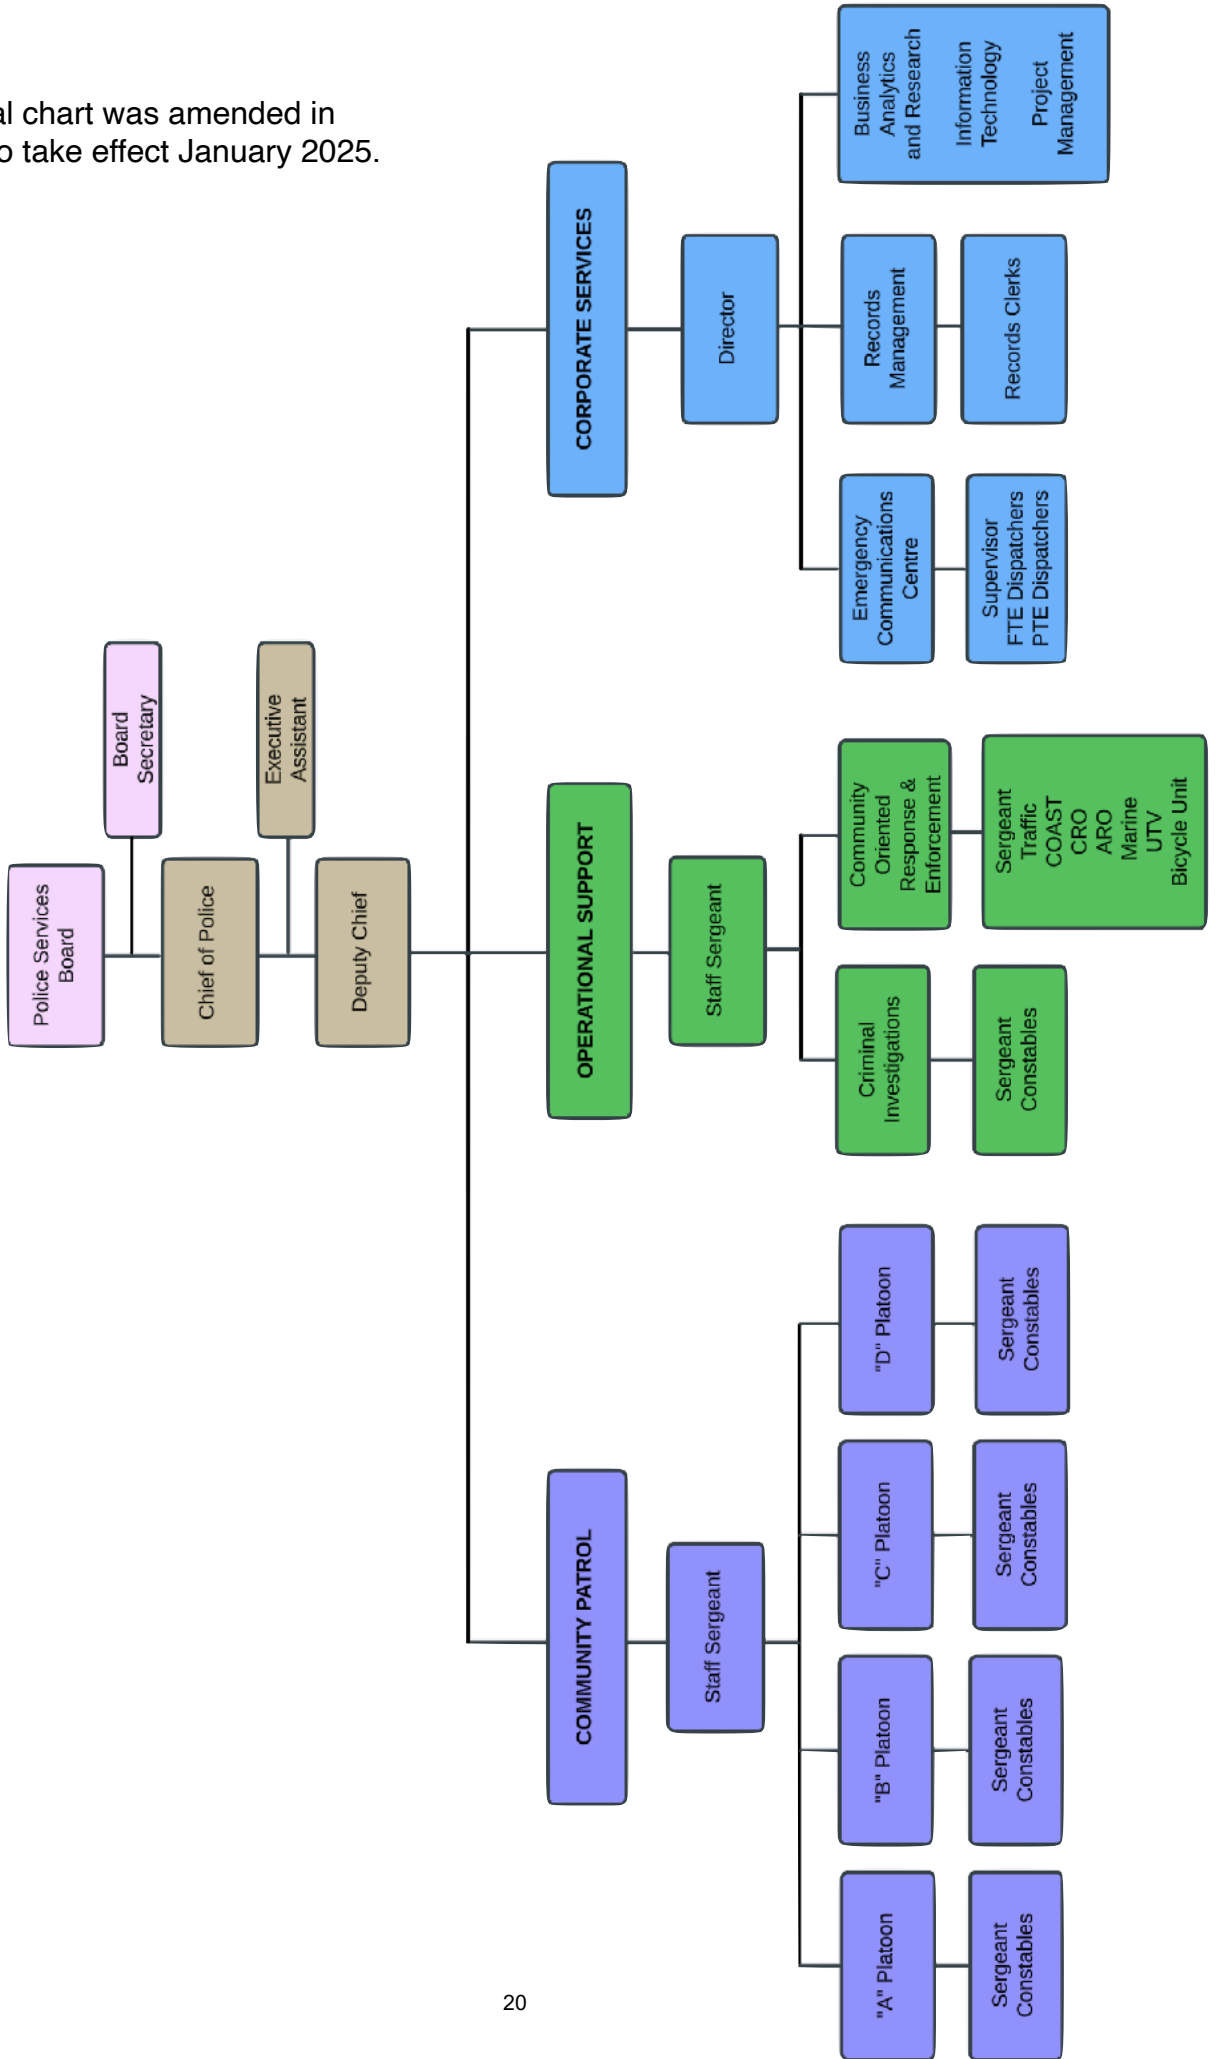 al chart was amended in
o take effect January 2025.
Police Services
Board
Board
Secretary
Chief of Police
Executive
Assistant
Deputy Chief
COMMUNITY PATROL
Staff Sergeant
"A" Platoon
Sergeant
Constables
"B" Platoon
Sergeant
Constables
"C" Platoon
Sergeant
Constables
"D" Platoon
Sergeant
Constables
OPERATIONAL SUPPORT
Staff Sergeant
Criminal
Investigations
Sergeant
Constables
Community
Oriented
Response &
Enforcement
Sergeant
Traffic
COAST
CRO
ARO
Marine
UTV
Bicycle Unit
CORPORATE SERVICES
Director
Emergency
Communications
Centre
Supervisor
FTE Dispatchers
PTE Dispatchers
Records
Management
Records Clerks
Business
Analytics
and Research
Information
Technology
Project
Management
20